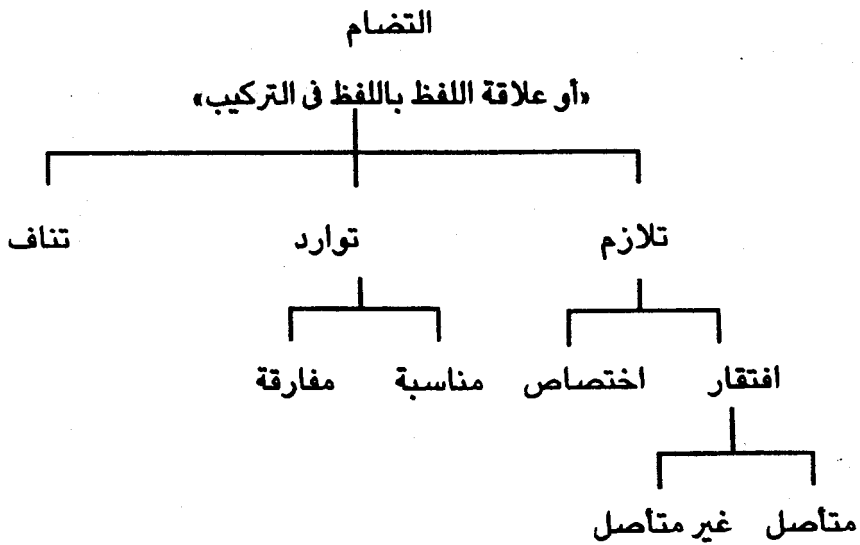 التضام
«أو علاقة اللفظ باللفظ فى التركيب»
تلازم توارد تناف
افتقار اختصاص مناسبة مفارقة
متأصل غير متأصل